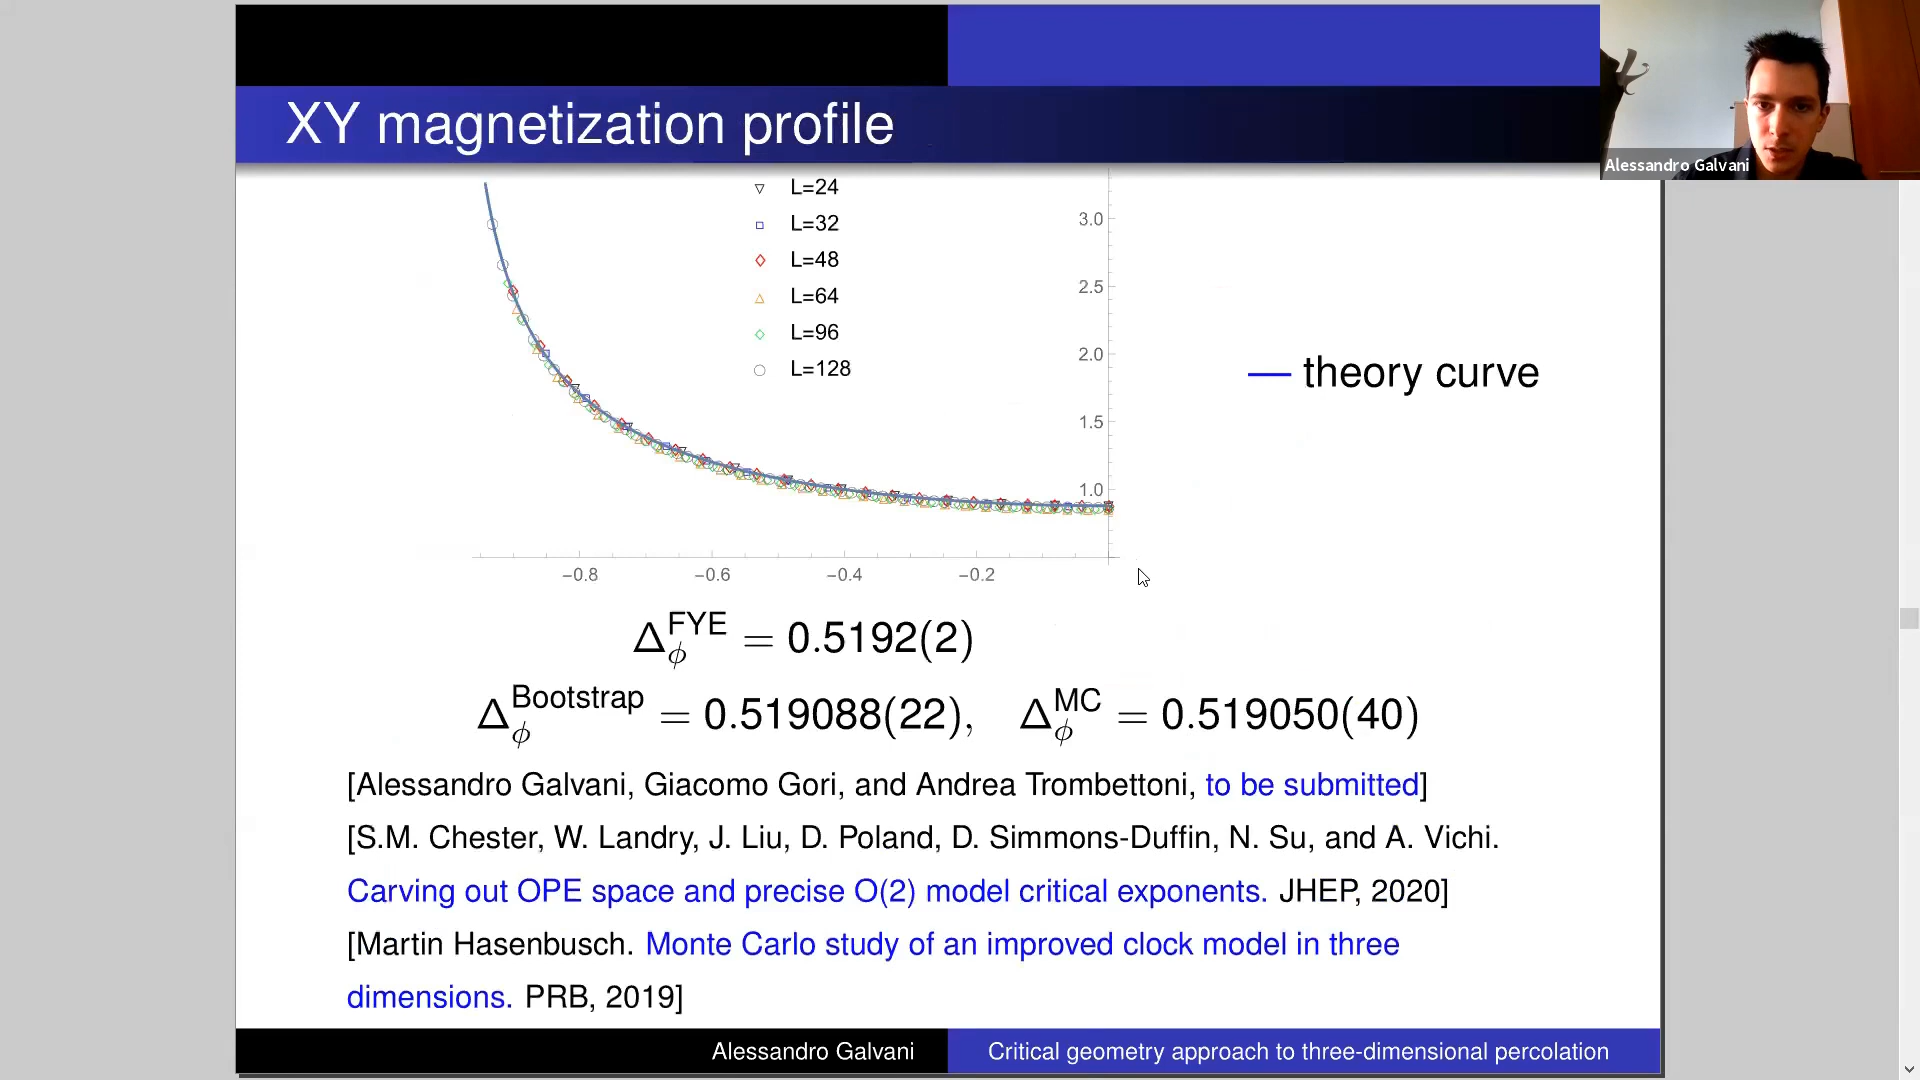 XY magnetization profile
Alessandro Galvani
L=24
L=32
L=48
L=64
L=96
L=128
3.0
2.5
2.0
1.5
1.0
−0.8 −0.6 −0.4 −0.2
— theory curve
Δ_ϕ^FYE = 0.5192(2)
Δ_ϕ^Bootstrap = 0.519088(22), Δ_ϕ^MC = 0.519050(40)
[Alessandro Galvani, Giacomo Gori, and Andrea Trombettoni, to be submitted]
[S.M. Chester, W. Landry, J. Liu, D. Poland, D. Simmons-Duffin, N. Su, and A. Vichi.
Carving out OPE space and precise O(2) model critical exponents. JHEP, 2020]
[Martin Hasenbusch. Monte Carlo study of an improved clock model in three
dimensions. PRB, 2019]
Alessandro Galvani Critical geometry approach to three-dimensional percolation